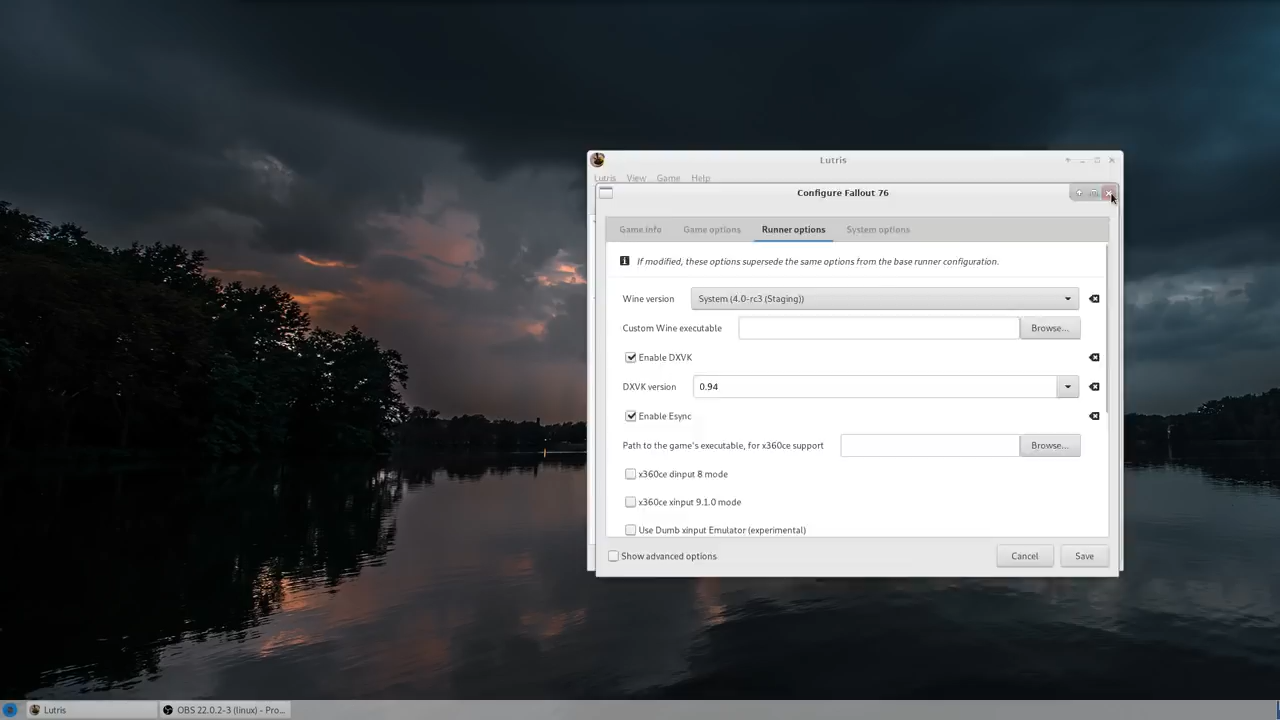 Lutris
Lutris View Game Help
Configure Fallout 76
Game info Game options Runner options System options
If modified, these options supersede the same options from the base runner configuration.
Wine version System (4.0-rc3 (Staging))
Custom Wine executable Browse...
Enable DXVK
DXVK version 0.94
Enable Esync
Path to the game's executable, for x360ce support Browse...
x360ce dinput 8 mode
x360ce xinput 9.1.0 mode
Use Dumb xinput Emulator (experimental)
Show advanced options Cancel Save
Lutris OBS 22.0.2-3 (linux) - Pro...